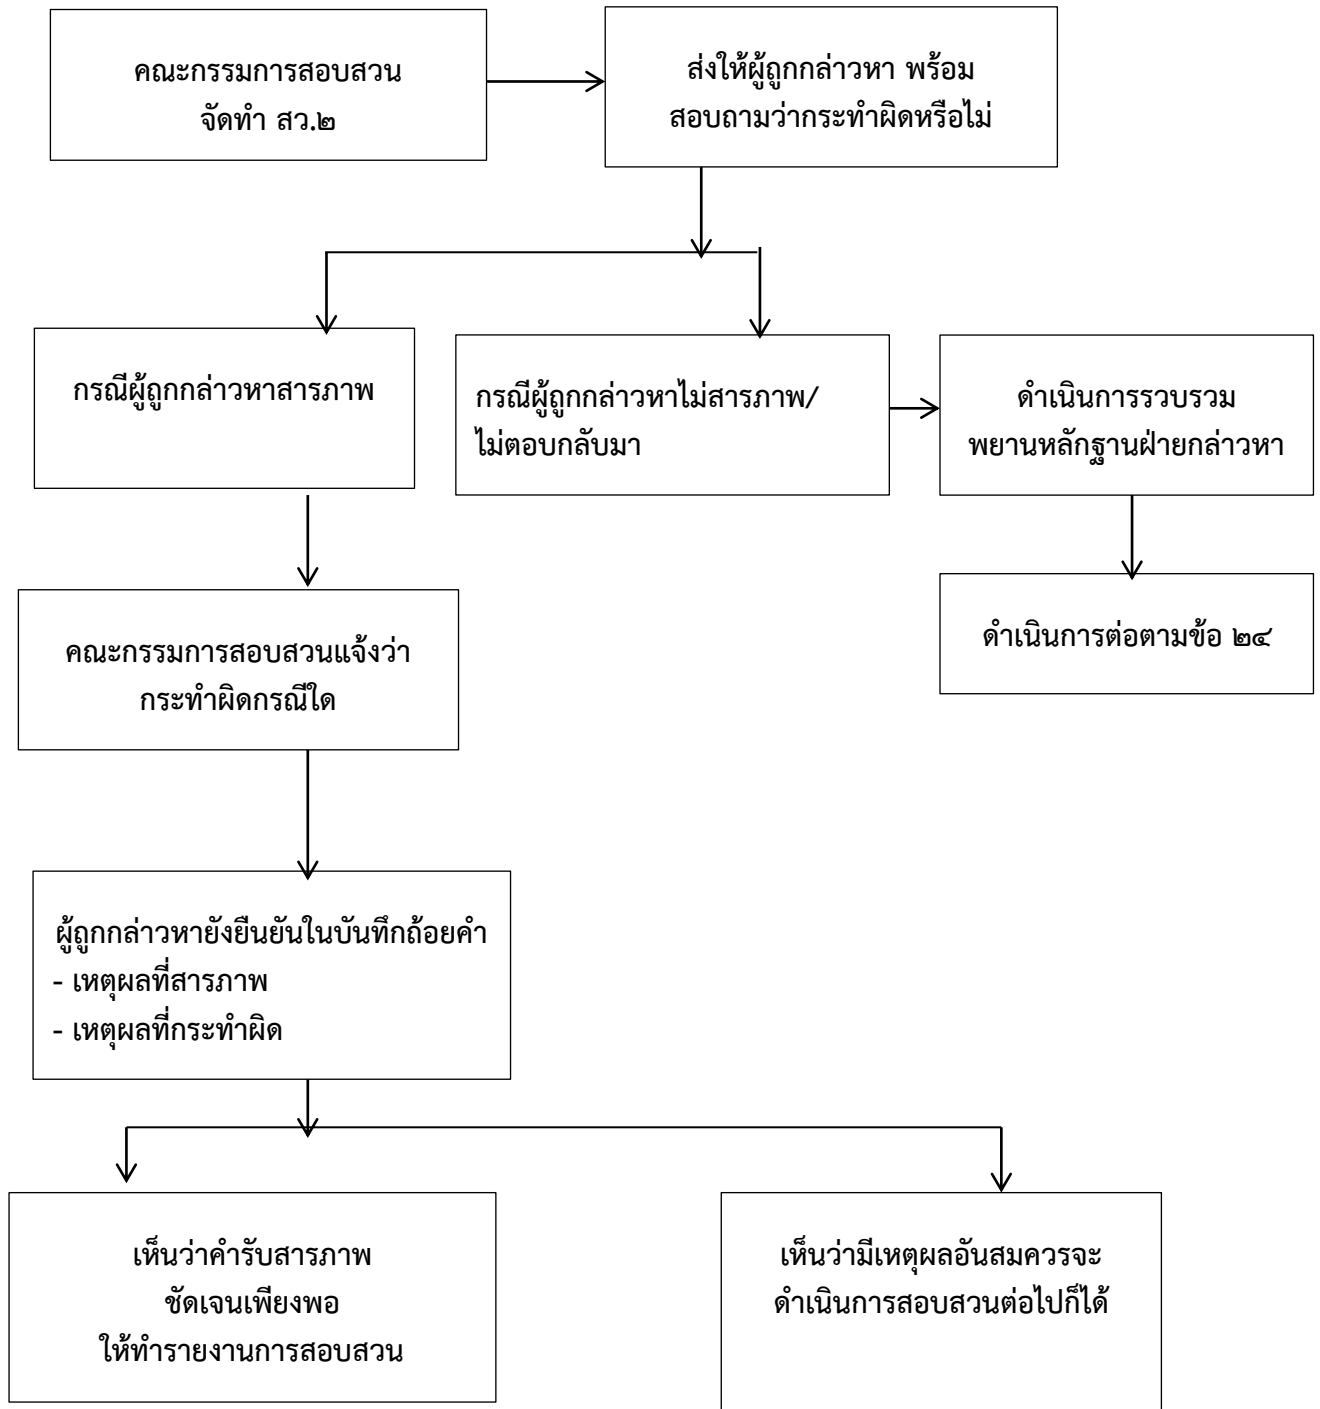 คณะกรรมการสอบสวน
จัดทำ สว.๒
ส่งให้ผู้ถูกกล่าวหา พร้อม
สอบถามว่ากระทำผิดหรือไม่
กรณีผู้ถูกกล่าวหาสารภาพ
กรณีผู้ถูกกล่าวหาไม่สารภาพ/
ไม่ตอบกลับมา
ดำเนินการรวบรวม
พยานหลักฐานฝ่ายกล่าวหา
ดำเนินการต่อตามข้อ ๒๔
คณะกรรมการสอบสวนแจ้งว่า
กระทำผิดกรณีใด
ผู้ถูกกล่าวหายังยืนยันในบันทึกถ้อยคำ
- เหตุผลที่สารภาพ
- เหตุผลที่กระทำผิด
เห็นว่าคำรับสารภาพ
ชัดเจนเพียงพอ
ให้ทำรายงานการสอบสวน
เห็นว่ามีเหตุผลอันสมควรจะ
ดำเนินการสอบสวนต่อไปก็ได้